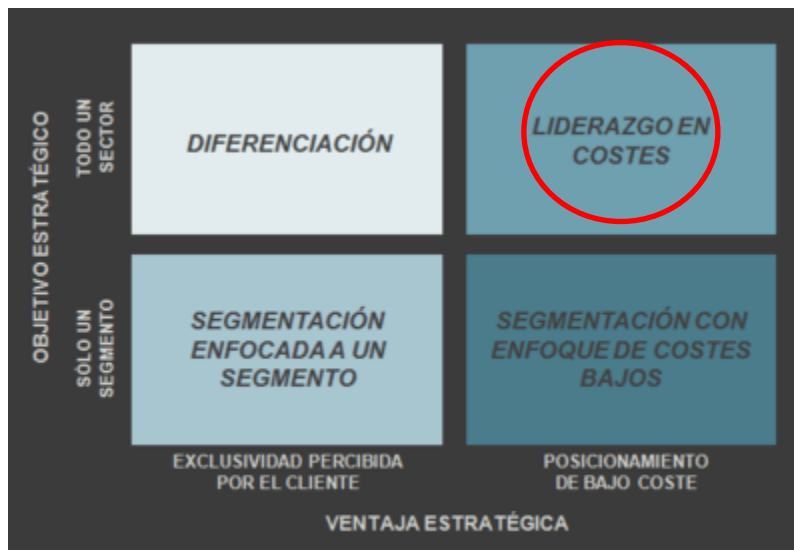 OBJETIVO ESTRATÉGICO
TODO UN
SECTOR
DIFERENCIACIÓN
LIDERAZGO EN
COSTES
SÓLO UN
SEGMENTO
SEGMENTACIÓN
ENFOCADA A UN
SEGMENTO
SEGMENTACIÓN CON
ENFOQUE DE COSTES
BAJOS
EXCLUSIVIDAD PERCIBIDA
POR EL CLIENTE
POSICIONAMIENTO
DE BAJO COSTE
VENTAJA ESTRATÉGICA